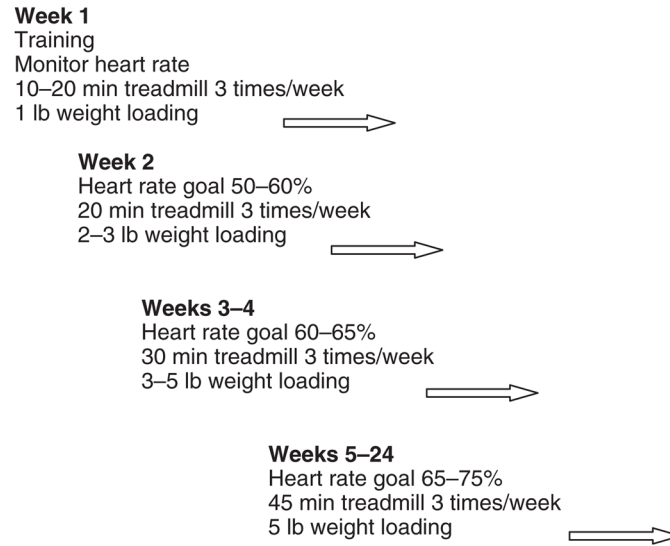 Week 1
Training
Monitor heart rate
10–20 min treadmill 3 times/week
1 lb weight loading
Week 2
Heart rate goal 50–60%
20 min treadmill 3 times/week
2–3 lb weight loading
Weeks 3–4
Heart rate goal 60–65%
30 min treadmill 3 times/week
3–5 lb weight loading
Weeks 5–24
Heart rate goal 65–75%
45 min treadmill 3 times/week
5 lb weight loading